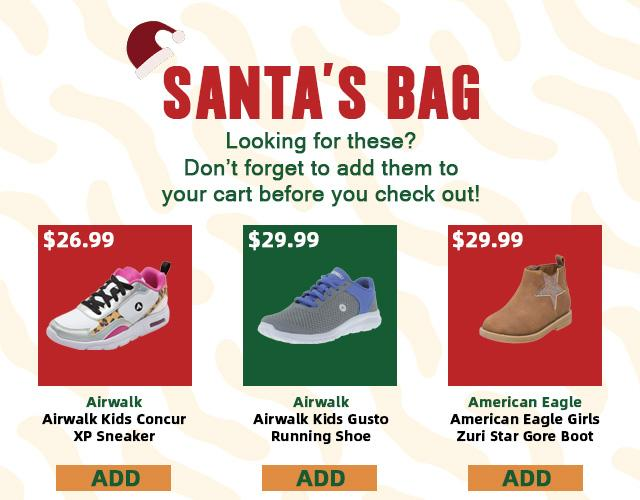 SANTA'S BAG
Looking for these?
Don't forget to add them to
your cart before you check out!
$26.99
$29.99
$29.99
Airwalk
Airwalk Kids Concur
XP Sneaker
ADD
Airwalk
Airwalk Kids Gusto
Running Shoe
ADD
American Eagle
American Eagle Girls
Zuri Star Gore Boot
ADD